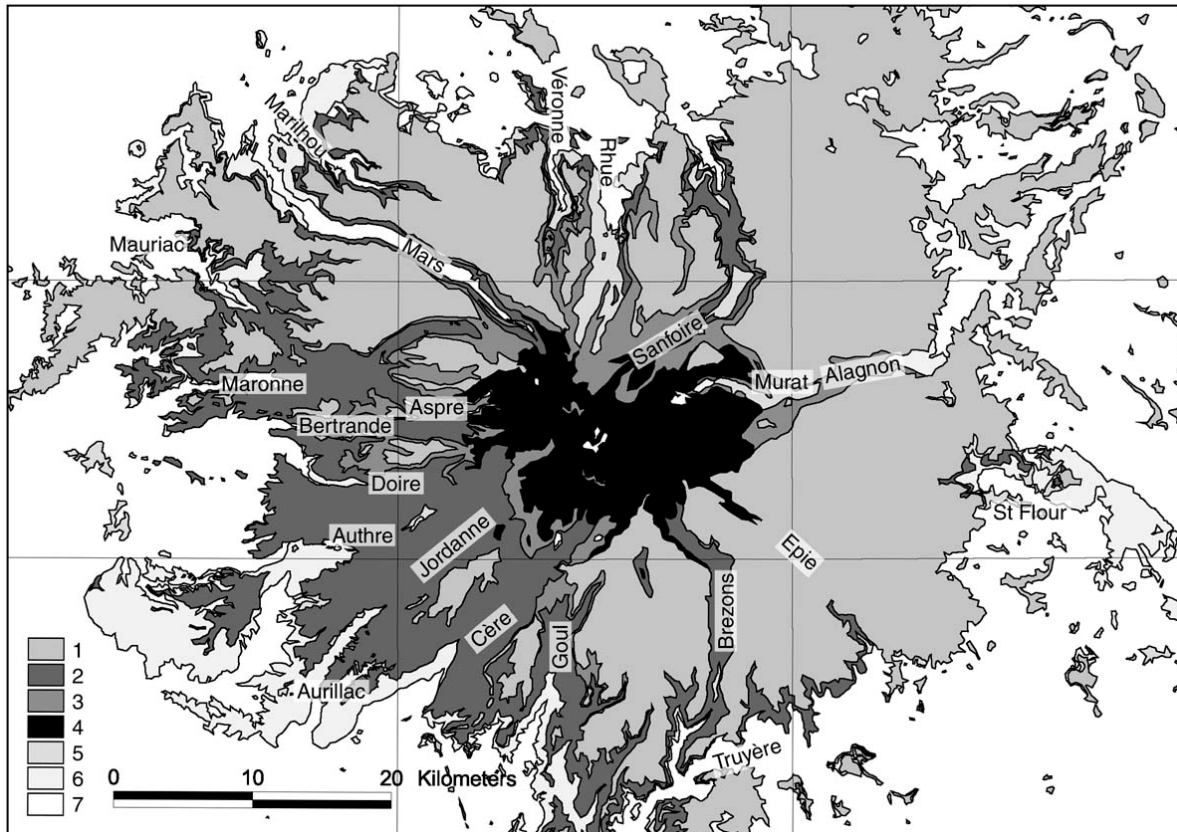 Véronne
Marilhou
Rhue
Mauriac
Mars
Sanfoire
Maronne
Aspre
Murat
Alagnon
Bertrande
Doire
St Flour
Authre
Jordanne
Epie
Cère
Goul
Brezons
Aurillac
Truyère
1
2
3
4
5
6
7
0 10 20 Kilometers